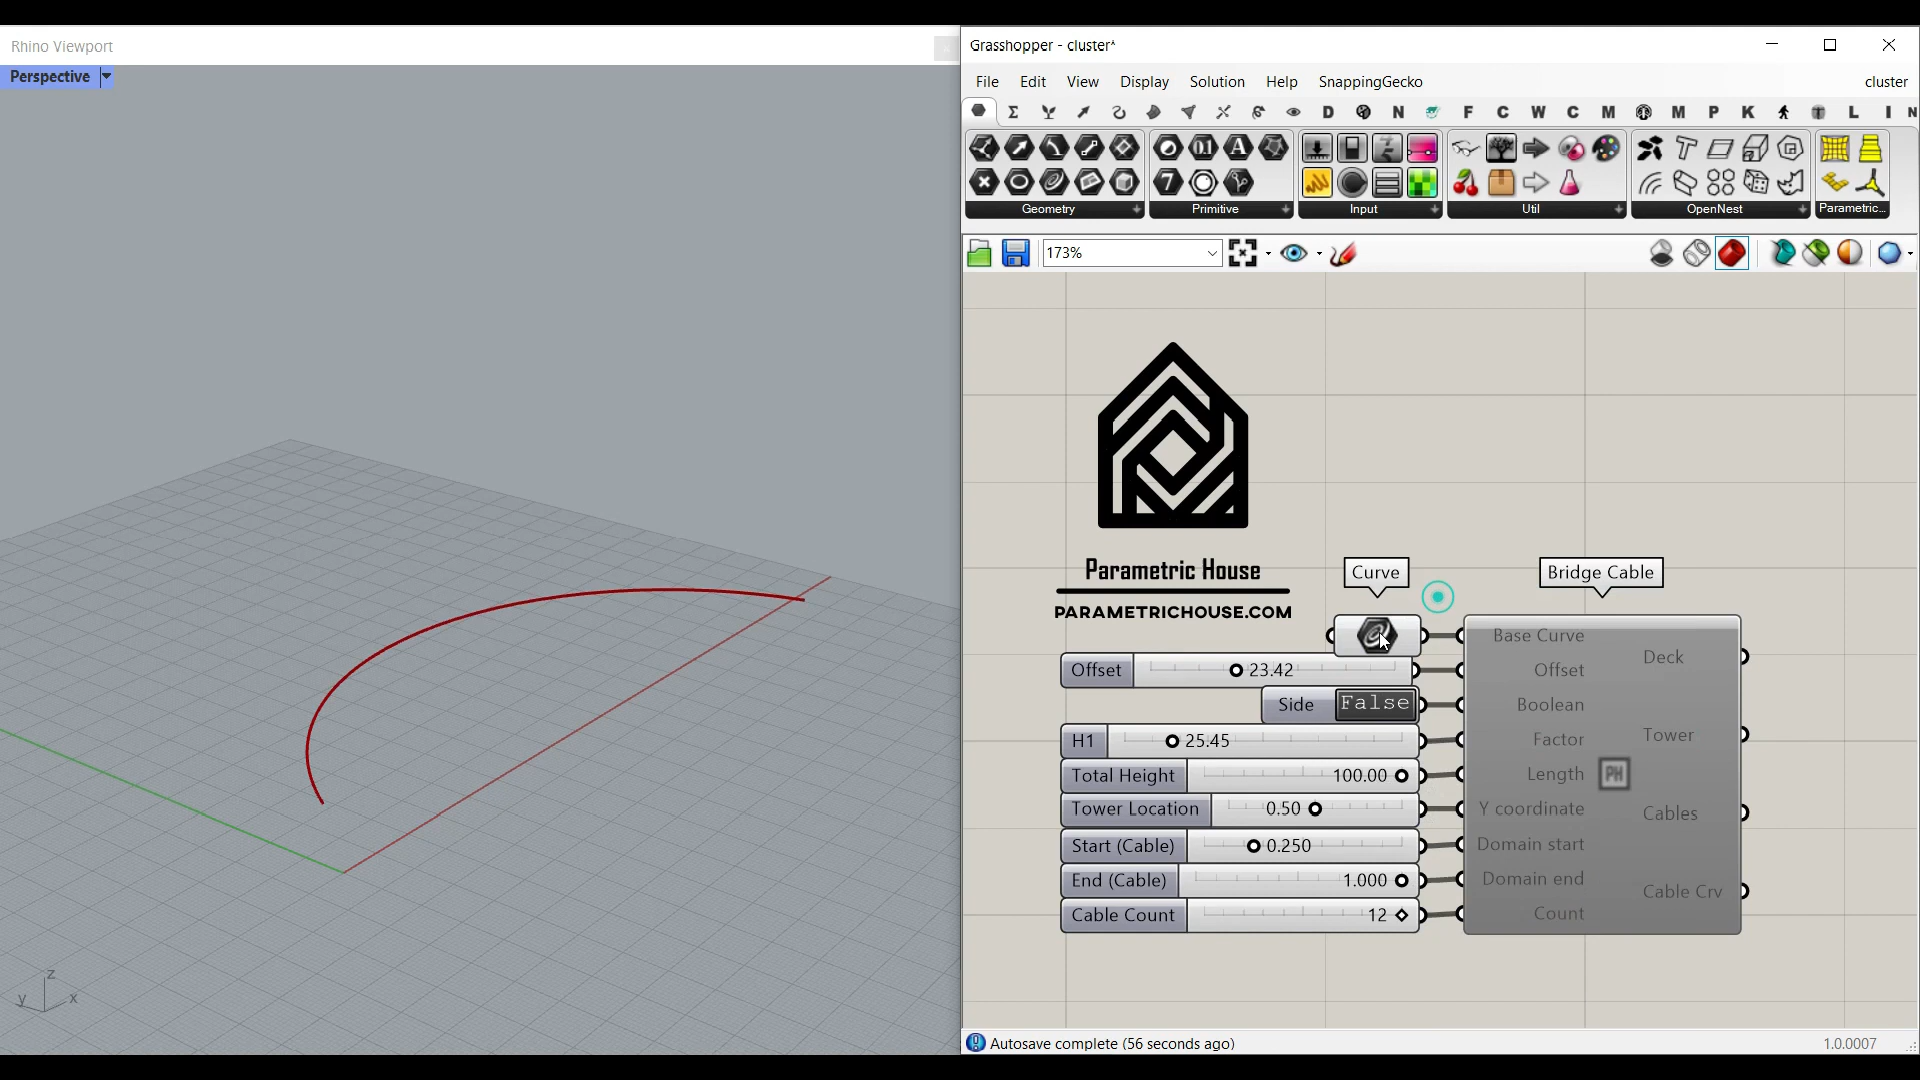 Rhino Viewport
Perspective
Grasshopper - cluster*
File Edit View Display Solution Help SnappingGecko cluster
D N F C W C M M P K L I N
Geometry Primitive Input Util OpenNest Parametric...
173%
Parametric House
PARAMETRICHOUSE.COM
Curve
Bridge Cable
Base Curve
Offset 23.42
Offset
Deck
Side False
Boolean
H1 25.45
Factor
Tower
Total Height 100.00
Length
PH
Tower Location 0.50
Y coordinate
Cables
Start (Cable) 0.250
Domain start
End (Cable) 1.000
Domain end
Cable Crv
Cable Count 12
Count
z
y x
Autosave complete (56 seconds ago)
1.0.0007